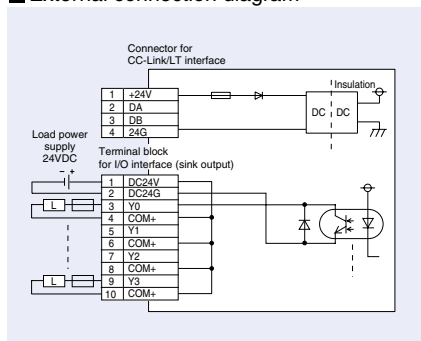 External connection diagram
Connector for
CC-Link/LT interface
Insulation
1 +24V
2 DA
3 DB
4 24G
DC DC
Load power
supply
24VDC
- +
Terminal block
for I/O interface (sink output)
1 DC24V
2 DC24G
3 Y0
4 COM+
5 Y1
6 COM+
7 Y2
8 COM+
9 Y3
10 COM+
L
L